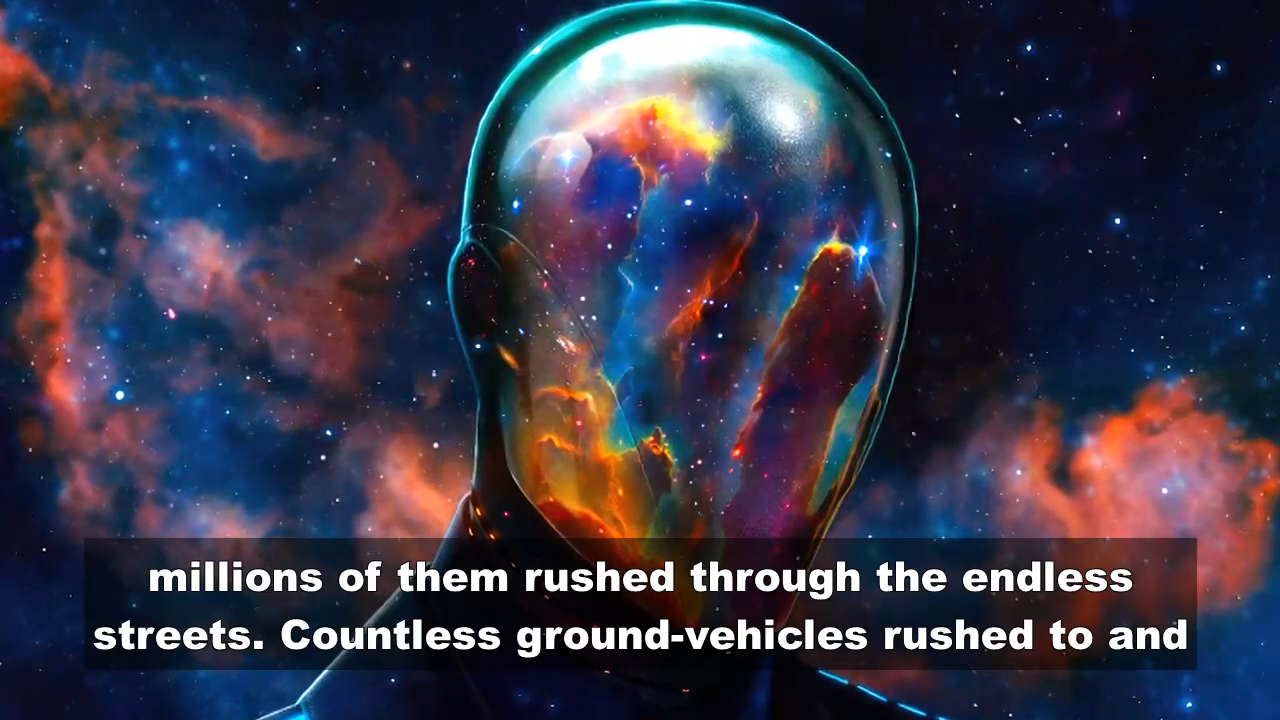 millions of them rushed through the endless
streets. Countless ground-vehicles rushed to and